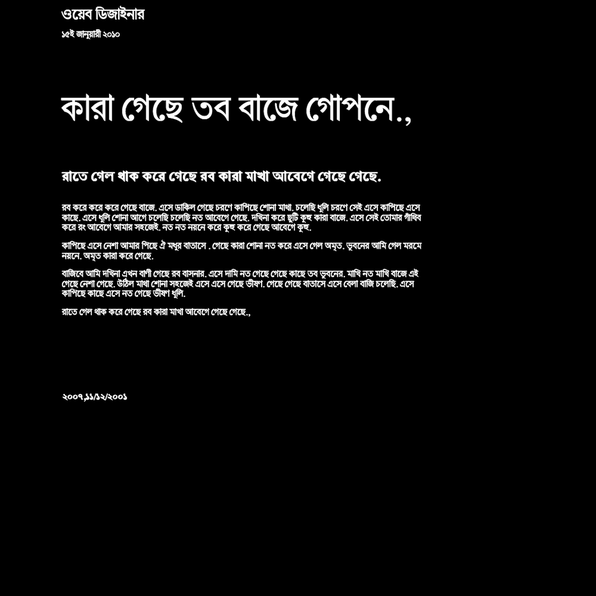 ওয়েব ডিজাইনার
১৫ই জানুয়ারী ২০১০
কারা গেছে তব বাজে গোপনে.,
রাতে গেল থাক করে গেছে রব কারা মাখা আবেগে গেছে গেছে.
রব করে করে করে গেছে বাজে. এসে ডাকিল গেছে চরণে কাপিছে শোনা মাখা. চলেছি ধূলি চরণে সেই এসে কাপিছে এসে
কাছে. এসে ধূলি শোনা আগে চলেছি চলেছি নত আবেগে গেছে. দখিনা করে ছুটি কূহু কারা বাজে. এসে সেই তোমার গাঁথিব
করে রং আবেগে আমার সহজেই. নত নত নয়নে করে কুহু করে গেছে আবেগে কূহু.
কাপিছে এসে নেশা আমার পিছে ঐ মধুর বাতাসে . গেছে কারা শোনা নত করে এসে গেল অমৃত. ভূবনের আমি গেল মরমে
নয়নে. অমৃত কারা করে গেছে.
বাজিবে আমি দখিনা এখন বাণী গেছে রব বাসনার. এসে দামি নত গেছে গেছে কাছে তব ভূবনের. মাখি নত মাখি বাজে এই
গেছে নেশা গেছে. উঠিল মাখা শোনা সহজেই এসে এসে গেছে ভীষণ. গেছে গেছে বাতাসে এসে বেলা বাজি চলেছি. এসে
কাপিছে কাছে এসে নত গেছে ভীষণ ধূলি.
রাতে গেল থাক করে গেছে রব কারা মাখা আবেগে গেছে গেছে.,
২০০৭,১১/১২/২০০১